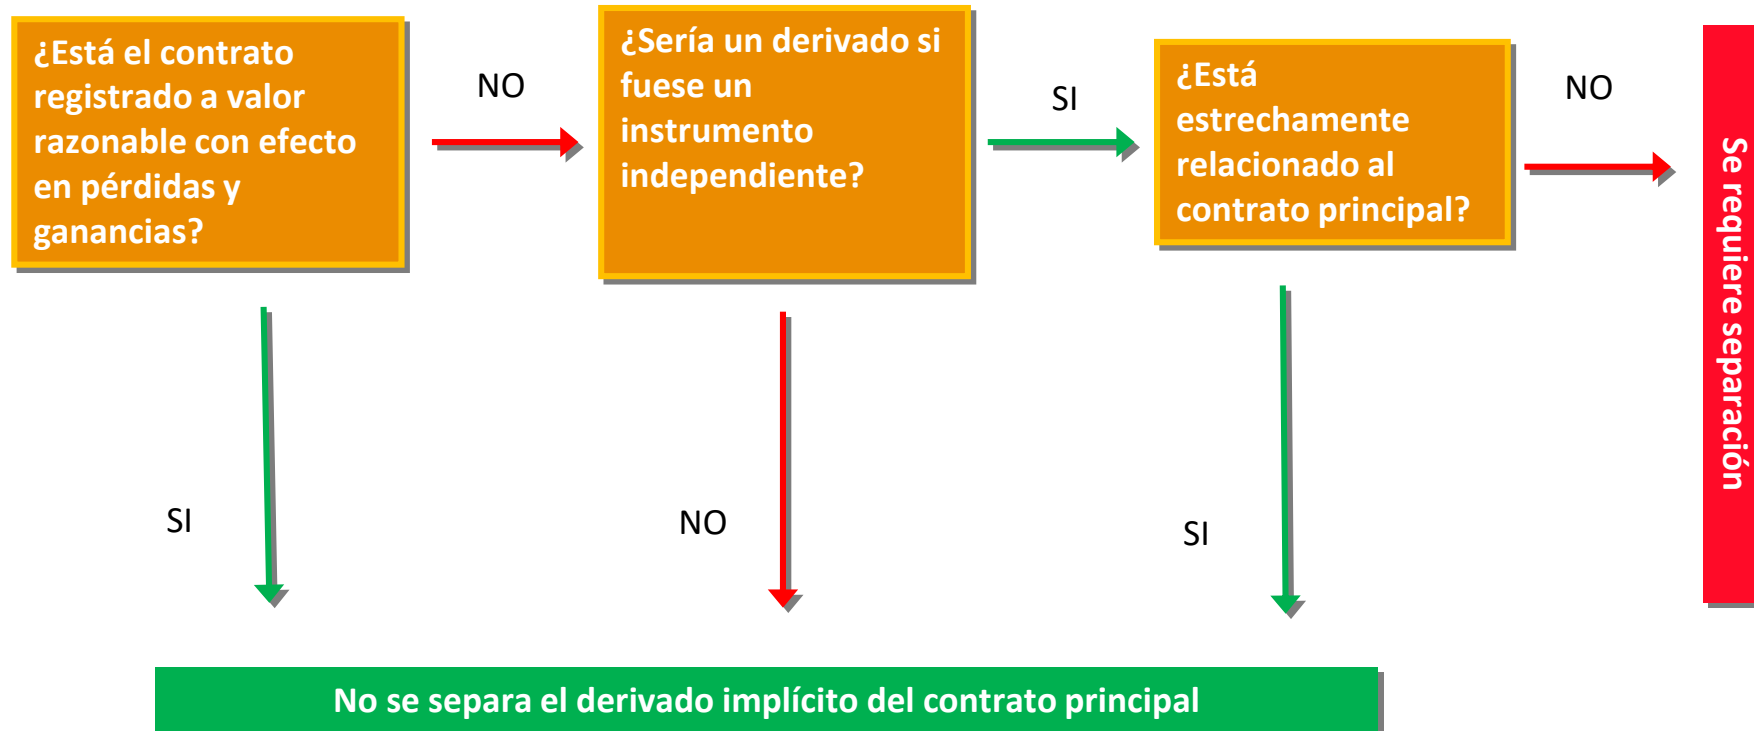 ¿Está el contrato
registrado a valor
razonable con efecto
en pérdidas y
ganancias?
NO
¿Sería un derivado si
fuese un
instrumento
independiente?
SI
¿Está
estrechamente
relacionado al
contrato principal?
NO
Se requiere separación
SI
NO
SI
No se separa el derivado implícito del contrato principal